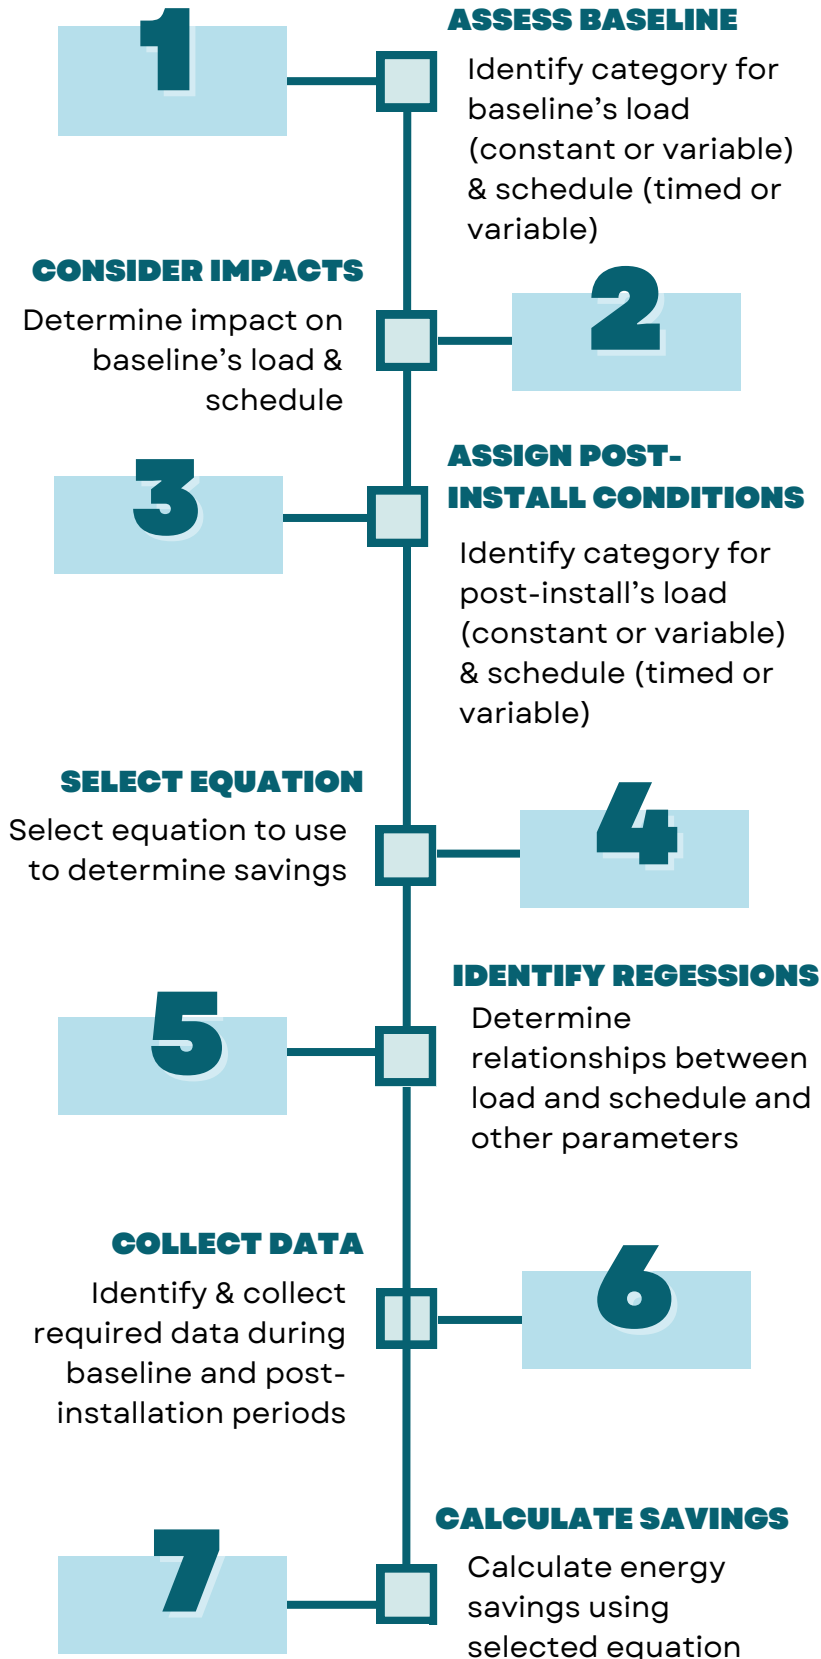 1
ASSESS BASELINE
Identify category for
baseline's load
(constant or variable)
& schedule (timed or
variable)
CONSIDER IMPACTS
Determine impact on
baseline's load &
schedule
2
3
ASSIGN POST-
INSTALL CONDITIONS
Identify category for
post-install's load
(constant or variable)
& schedule (timed or
variable)
SELECT EQUATION
Select equation to use
to determine savings
4
5
IDENTIFY REGESSIONS
Determine
relationships between
load and schedule and
other parameters
COLLECT DATA
Identify & collect
required data during
baseline and post-
installation periods
6
7
CALCULATE SAVINGS
Calculate energy
savings using
selected equation